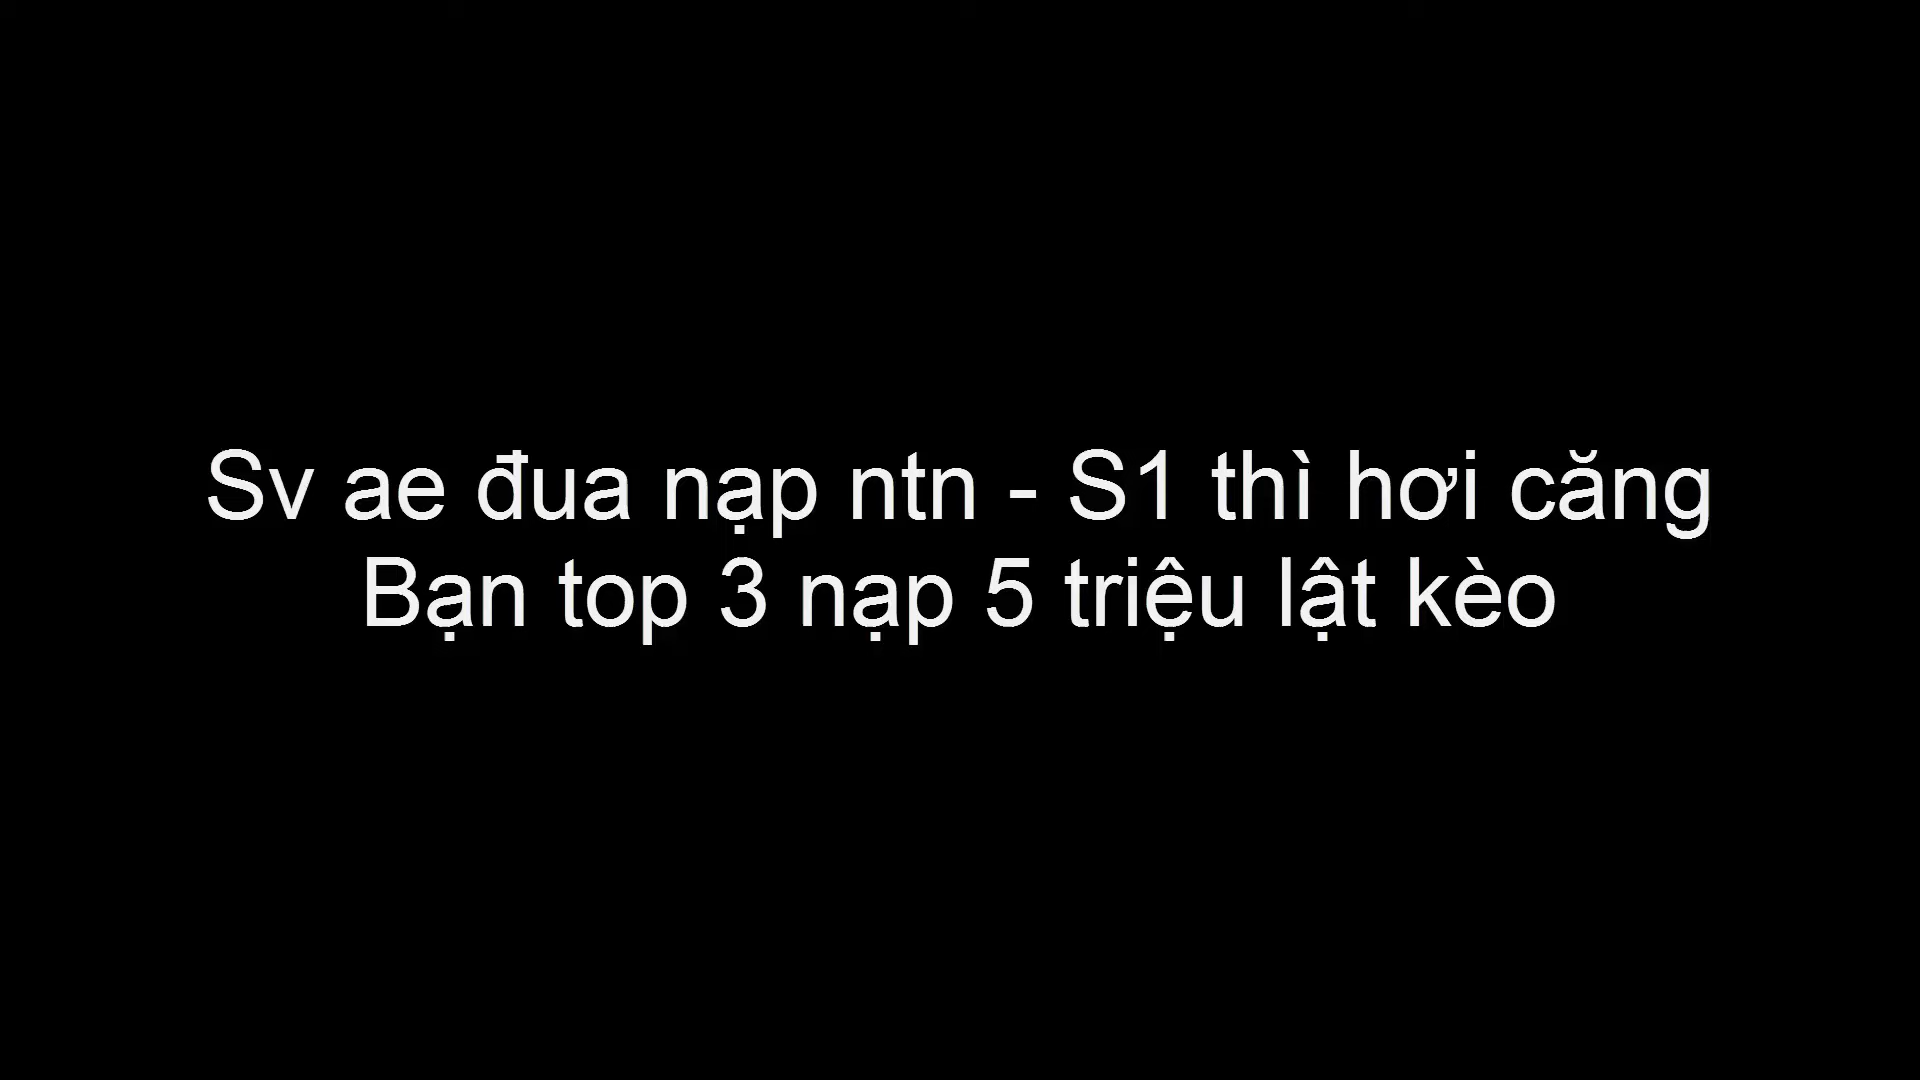 Sv ae đua nạp ntn - S1 thì hơi căng
Bạn top 3 nạp 5 triệu lật kèo